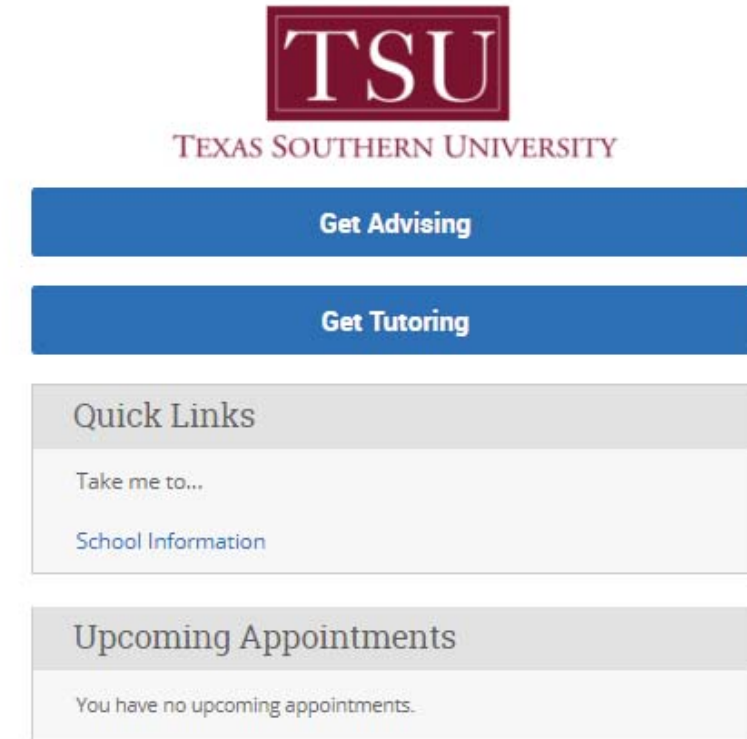 TSU
TEXAS SOUTHERN UNIVERSITY
Get Advising
Get Tutoring
Quick Links
Take me to...
School Information
Upcoming Appointments
You have no upcoming appointments.